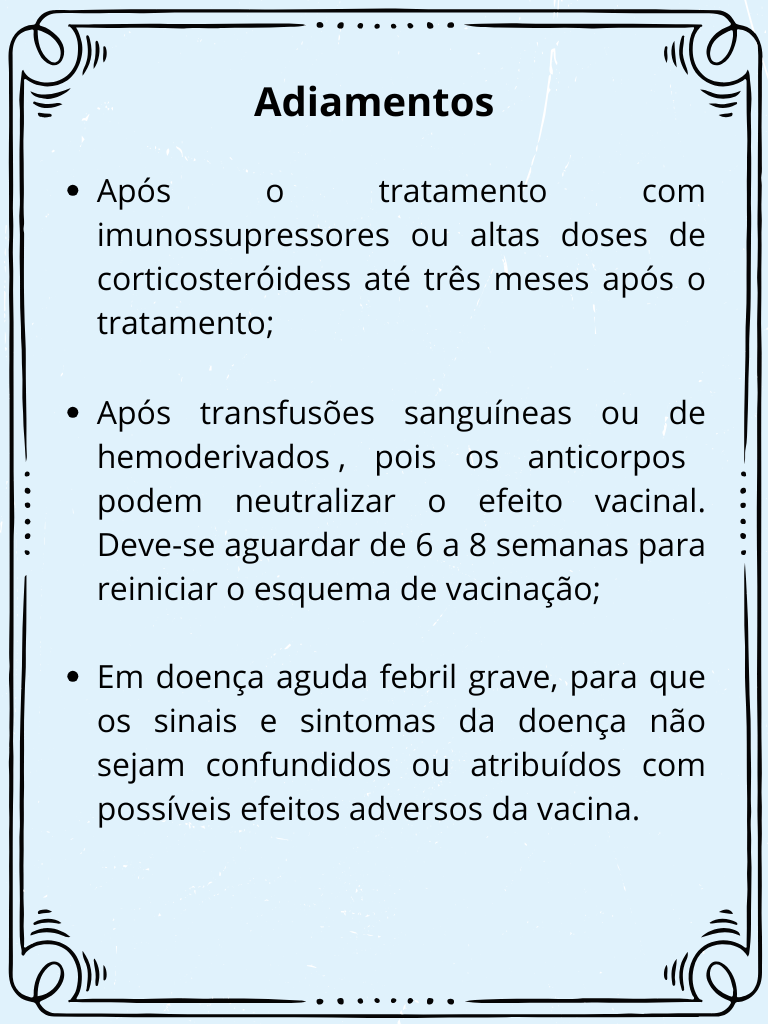 Adiamentos
• Após o tratamento com
imunossupressores ou altas doses de
corticosteróidess até três meses após o
tratamento;
• Após transfusões sanguíneas ou de
hemoderivados , pois os anticorpos
podem neutralizar o efeito vacinal.
Deve-se aguardar de 6 a 8 semanas para
reiniciar o esquema de vacinação;
• Em doença aguda febril grave, para que
os sinais e sintomas da doença não
sejam confundidos ou atribuídos com
possíveis efeitos adversos da vacina.